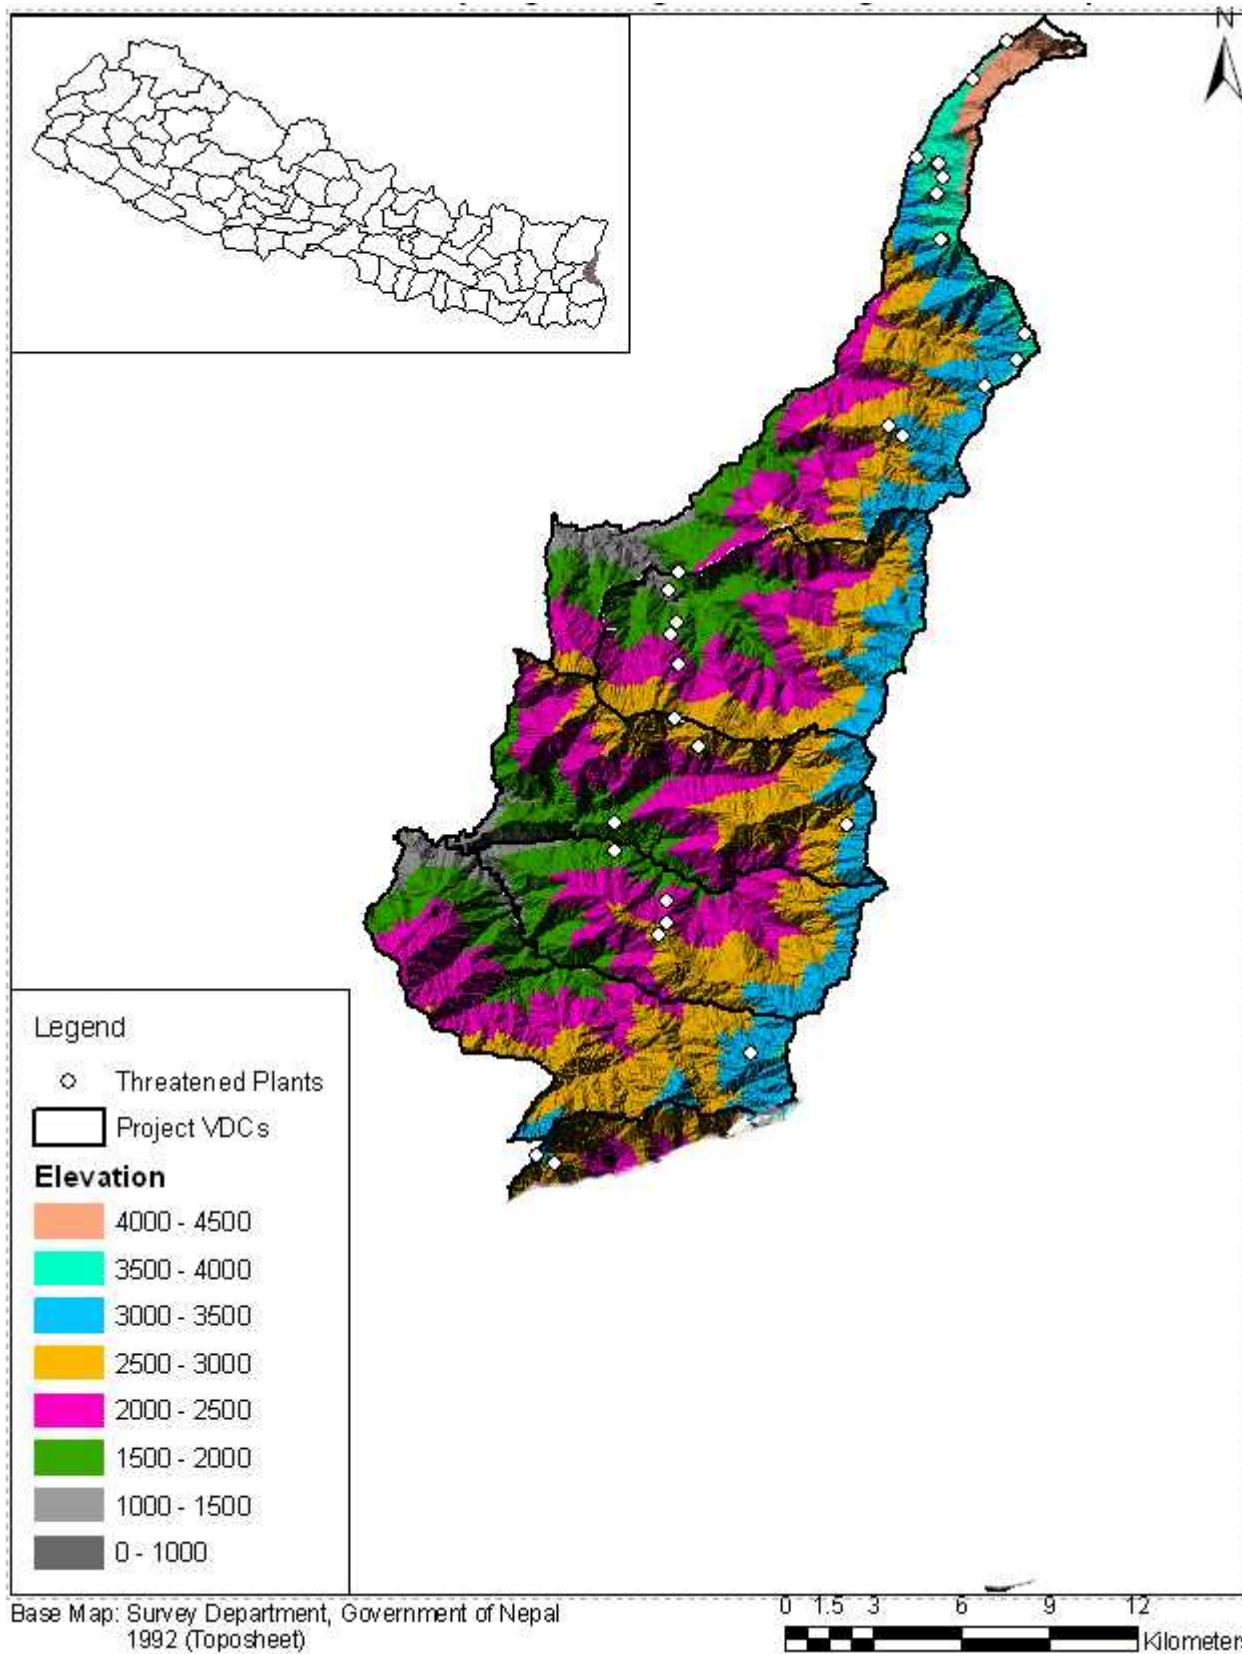 N
Legend
Threatened Plants
Project VDCs
Elevation
4000 - 4500
3500 - 4000
3000 - 3500
2500 - 3000
2000 - 2500
1500 - 2000
1000 - 1500
0 - 1000
Base Map: Survey Department, Government of Nepal
1992 (Toposheet)
0 1.5 3 6 9 12
Kilometers